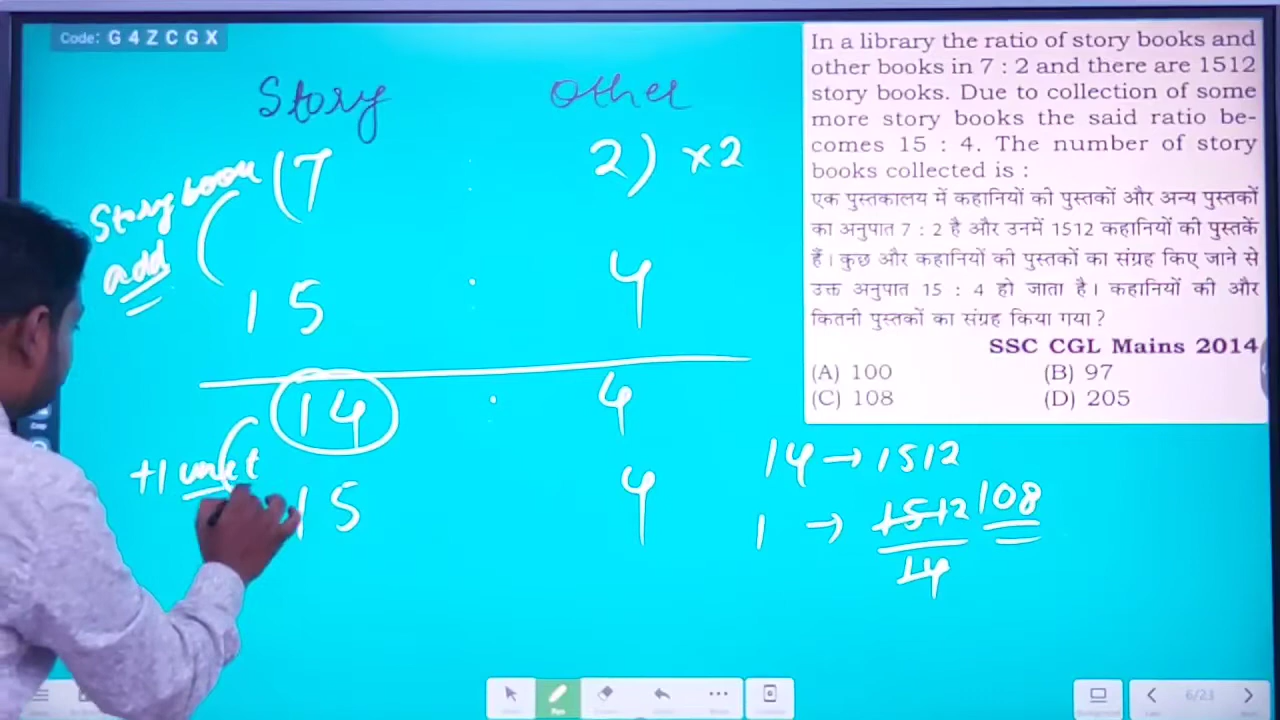 Code: G 4 Z C G X
Story Other
(7 : 2) ×2
Story book
add
15 : 4
14 : 4
+1 unit
15 4
14 → 1512
1 → 1512 108
14
In a library the ratio of story books and
other books in 7 : 2 and there are 1512
story books. Due to collection of some
more story books the said ratio be-
comes 15 : 4. The number of story
books collected is :
एक पुस्तकालय में कहानियों की पुस्तकों और अन्य पुस्तकों
का अनुपात 7 : 2 है और उनमें 1512 कहानियों की पुस्तकें
हैं। कुछ और कहानियों की पुस्तकों का संग्रह किए जाने से
उक्त अनुपात 15 : 4 हो जाता है। कहानियों की और
कितनी पुस्तकों का संग्रह किया गया?
SSC CGL Mains 2014
(A) 100 (B) 97
(C) 108 (D) 205
6/23